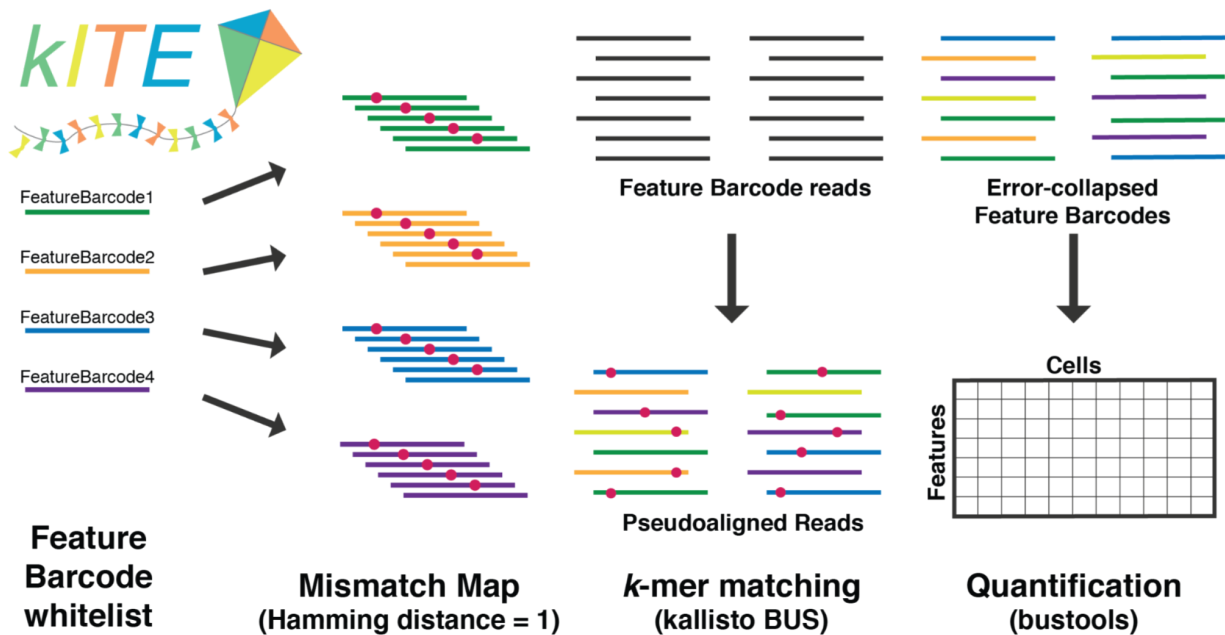 kITE
FeatureBarcode1
FeatureBarcode2
FeatureBarcode3
FeatureBarcode4
Feature
Barcode
whitelist
Mismatch Map
(Hamming distance = 1)
Feature Barcode reads
Pseudoaligned Reads
k-mer matching
(kallisto BUS)
Error-collapsed
Feature Barcodes
Cells
Features
Quantification
(bustools)